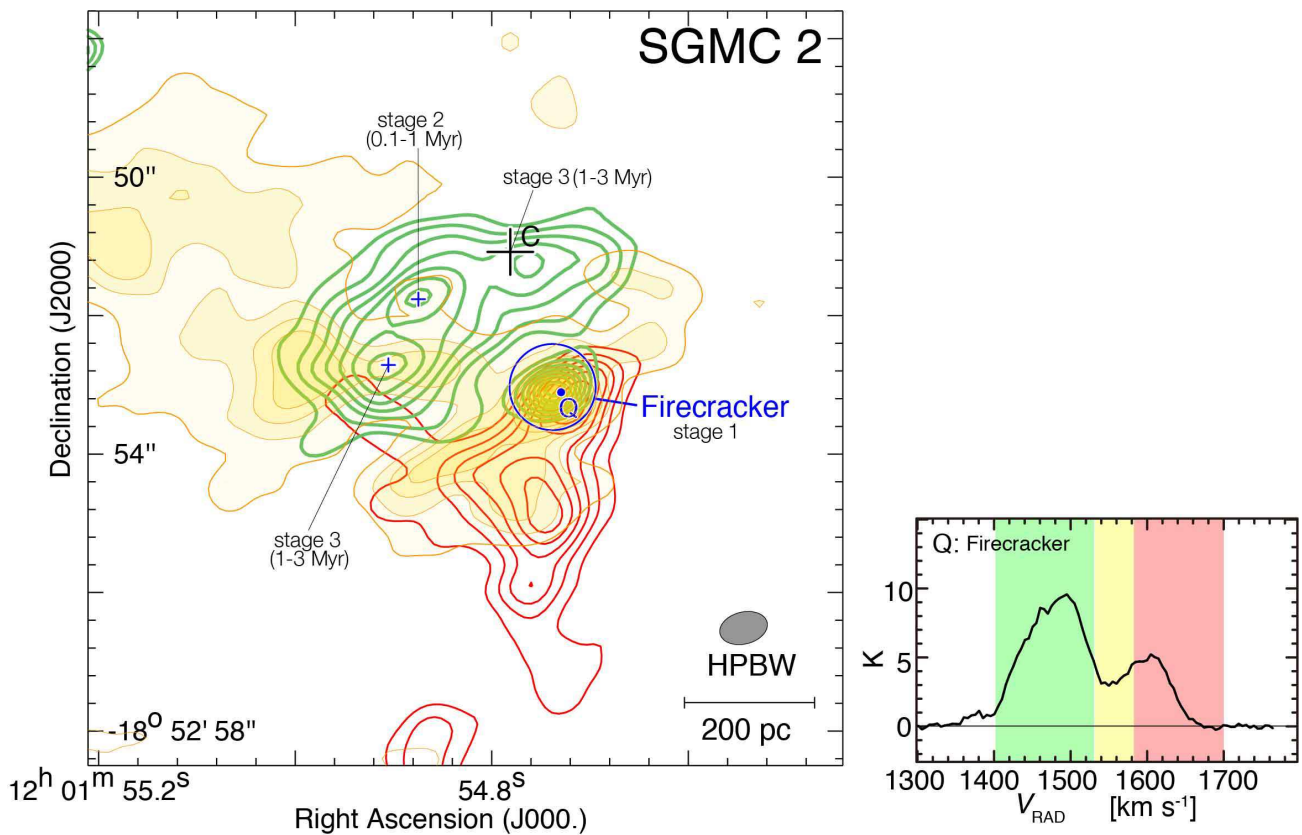 SGMC 2
stage 2
(0.1-1 Myr)
stage 3 (1-3 Myr)
C
50"
Q
Firecracker
stage 1
54"
stage 3
(1-3 Myr)
HPBW
200 pc
-18° 52' 58"
12ʰ 01ᵐ 55.2ˢ
54.8ˢ
Right Ascension (J000.)
Declination (J2000)
Q: Firecracker
10
5
0
K
1300 1400 1500 1600 1700
V_RAD [km s⁻¹]